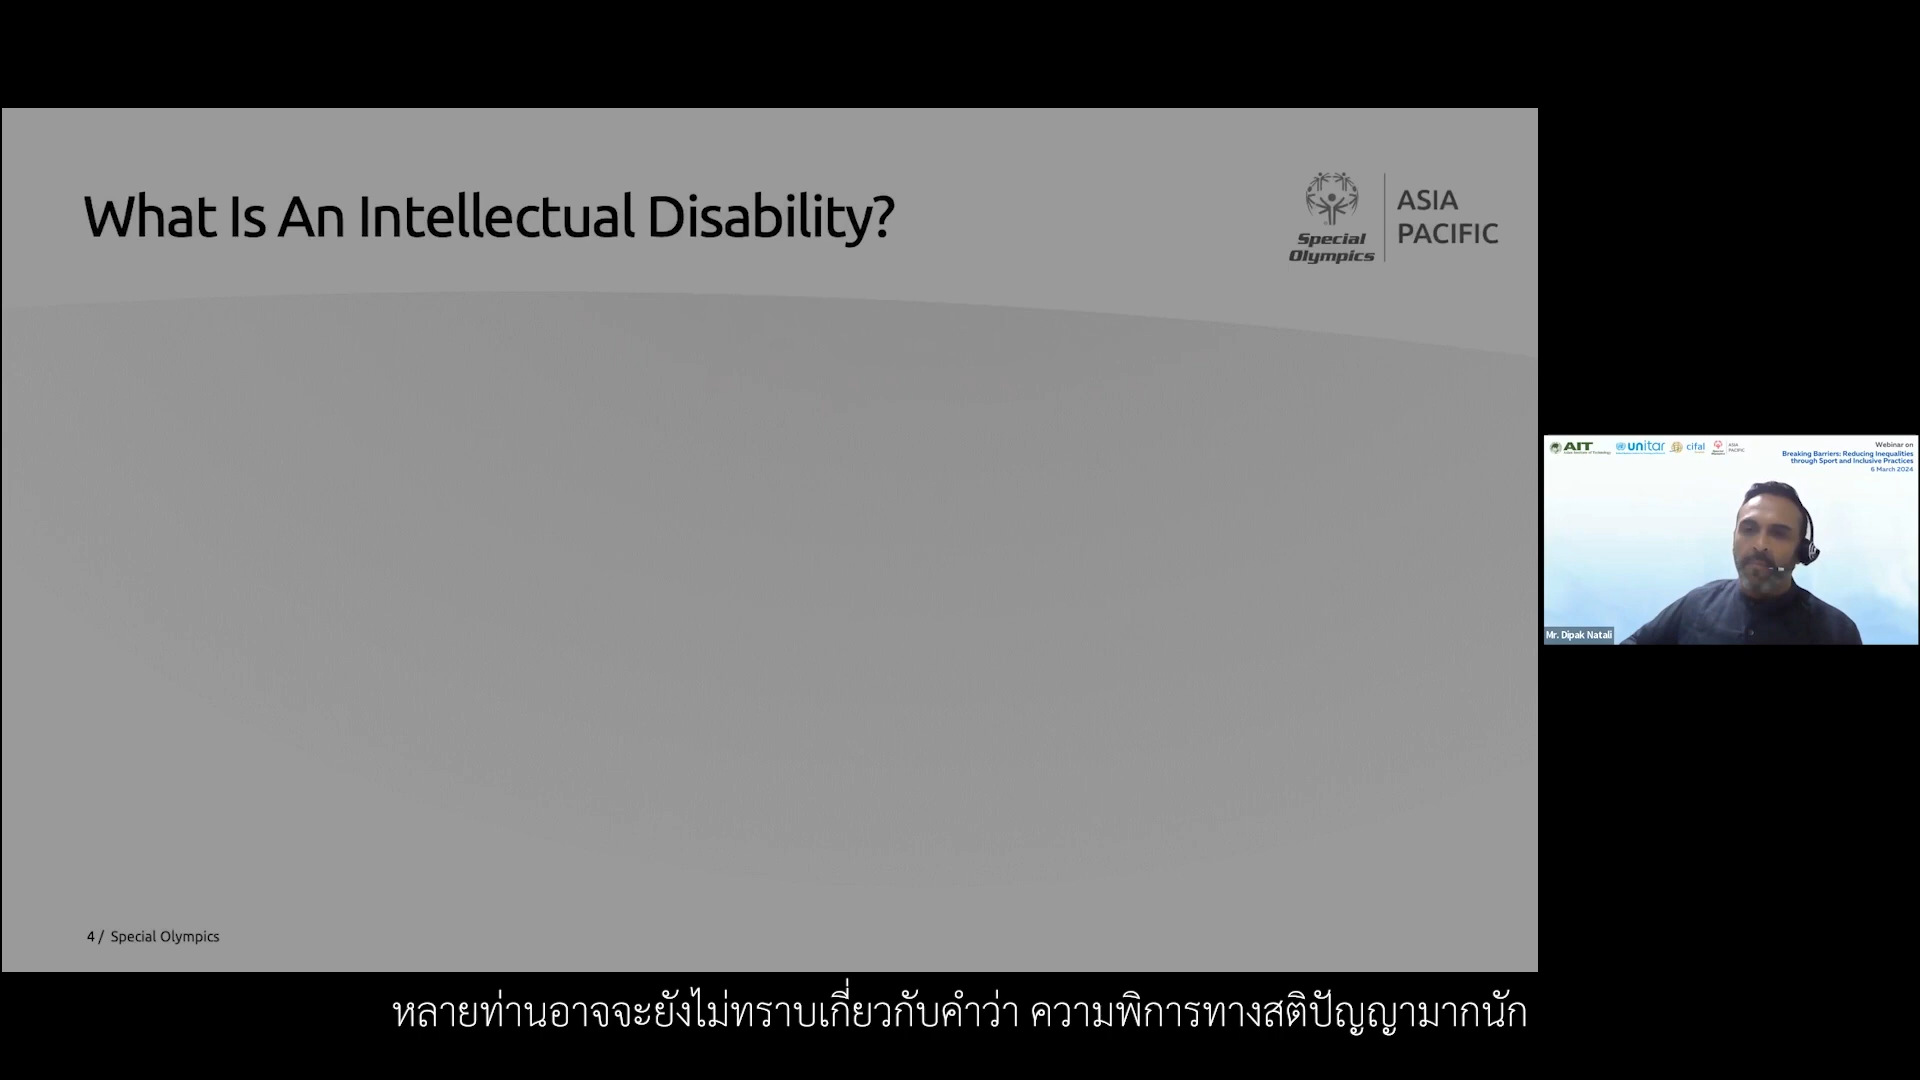 What Is An Intellectual Disability?
Special
Olympics
ASIA
PACIFIC
AIT
unitar
cifal
ASIA
PACIFIC
Webinar on
Breaking Barriers: Reducing Inequalities
through Sport and Inclusive Practices
6 March 2024
Mr. Dipak Natali
4 / Special Olympics
หลายท่านอาจจะยังไม่ทราบเกี่ยวกับคำว่า ความพิการทางสติปัญญามากนัก